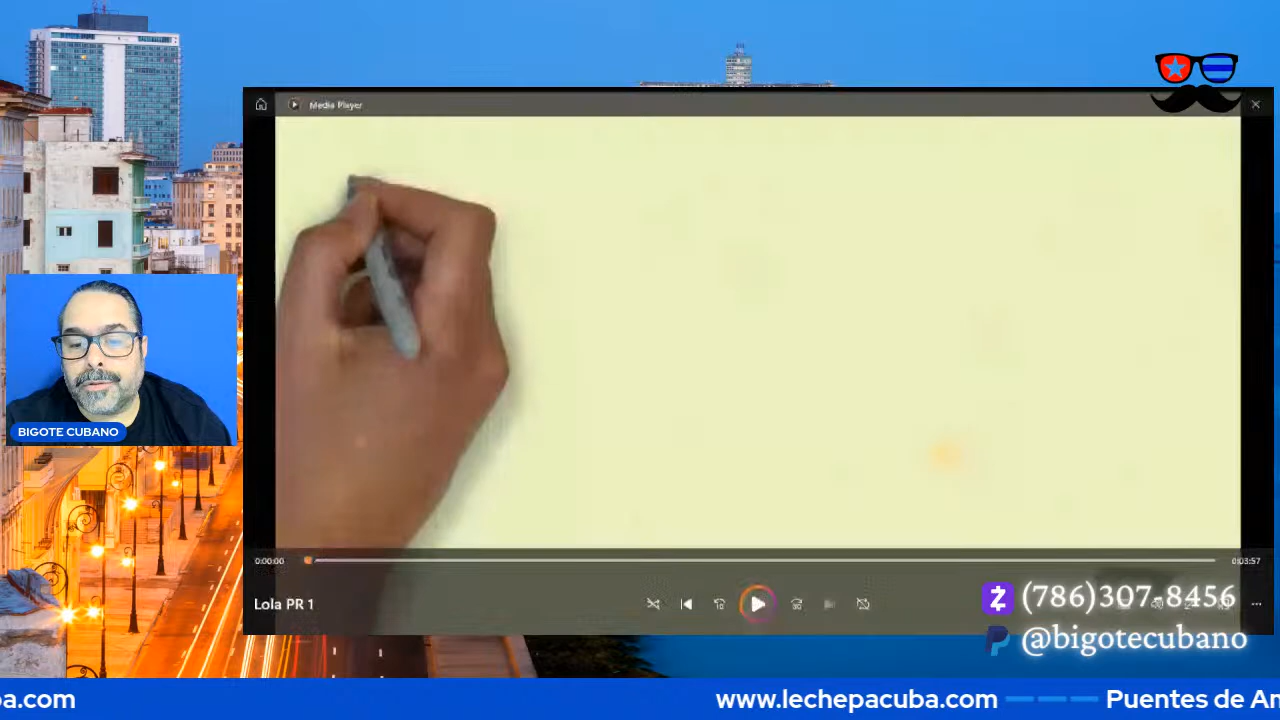 Media Player
BIGOTE CUBANO
0:00:00
0:03:57
Lola PR 1
(786)307-8456
@bigotecubano
ba.com
www.lechepacuba.com
Puentes de Am